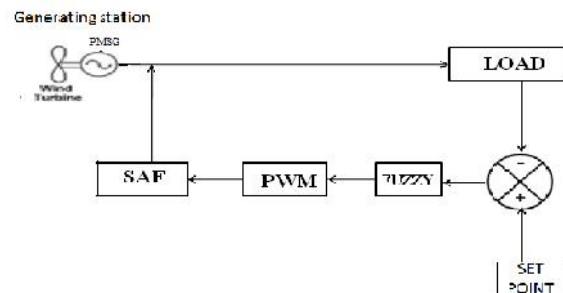 Generating station
PMSG
Wind
Turbine
LOAD
SAF
PWM
FUZZY
-
+
SET
POINT